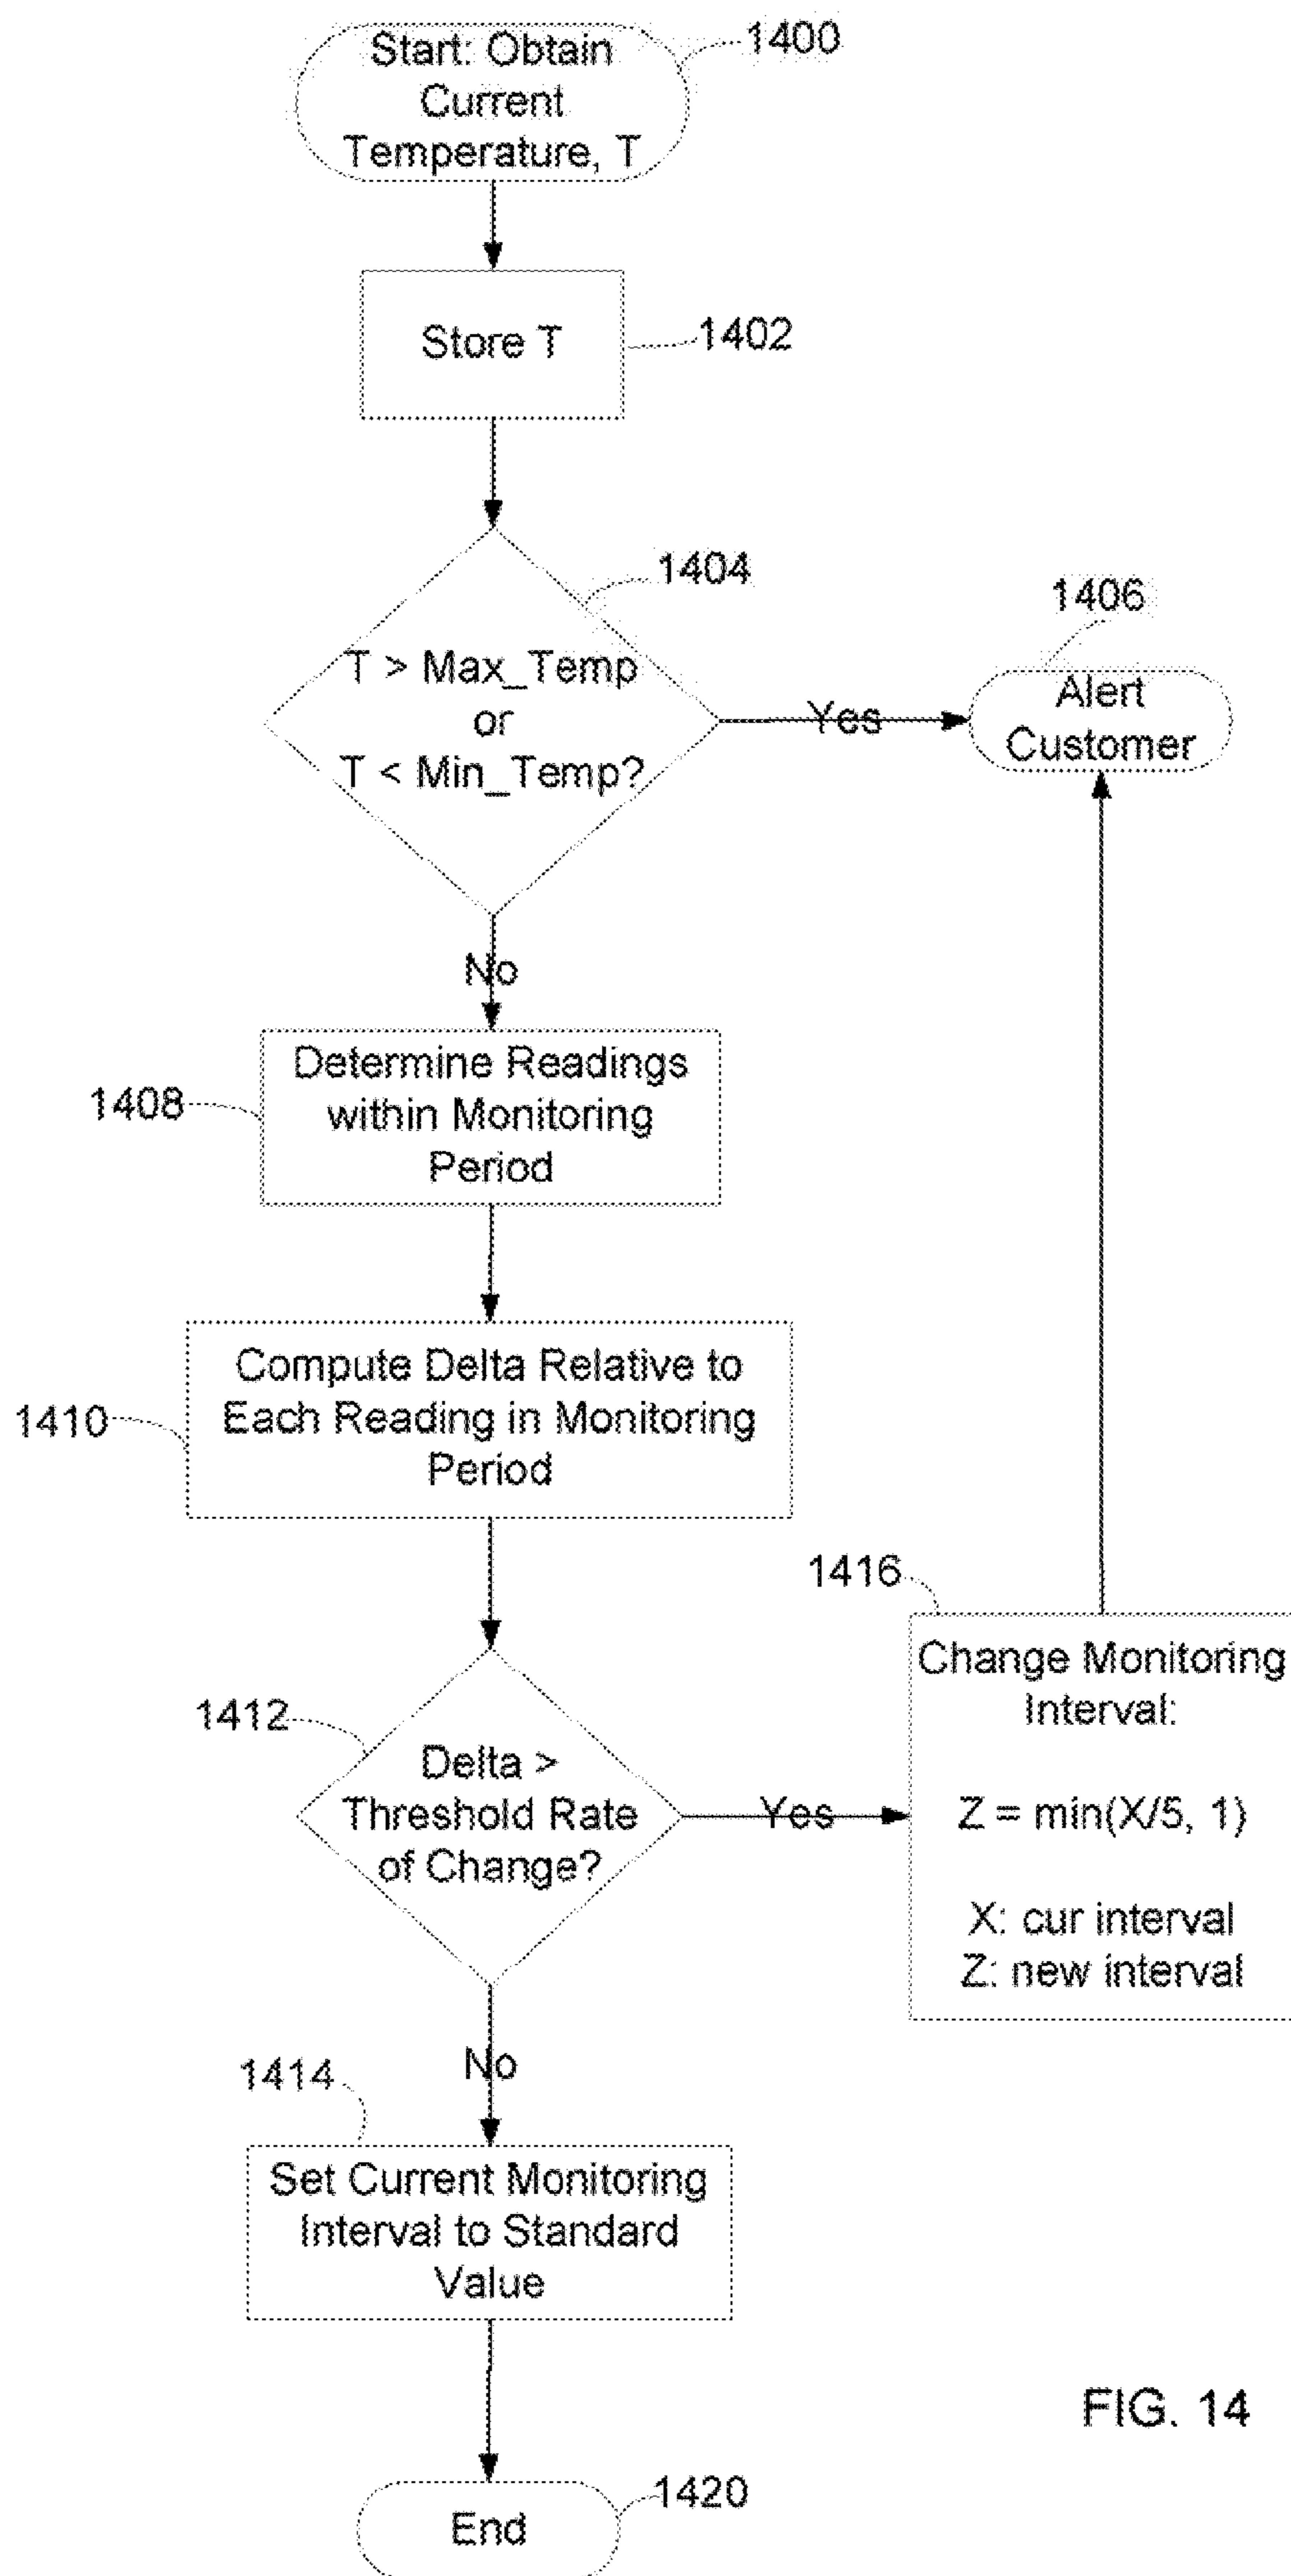 Start: Obtain
Current
Temperature, T
1400
Store T
1402
1404
T > Max_Temp
or
T < Min_Temp?
Yes
1406
Alert
Customer
No
1408
Determine Readings
within Monitoring
Period
1410
Compute Delta Relative to
Each Reading in Monitoring
Period
1412
Delta >
Threshold Rate
of Change?
Yes
1416
Change Monitoring
Interval:
Z = min(X/5, 1)
X: cur interval
Z: new interval
No
1414
Set Current Monitoring
Interval to Standard
Value
End
1420
FIG. 14